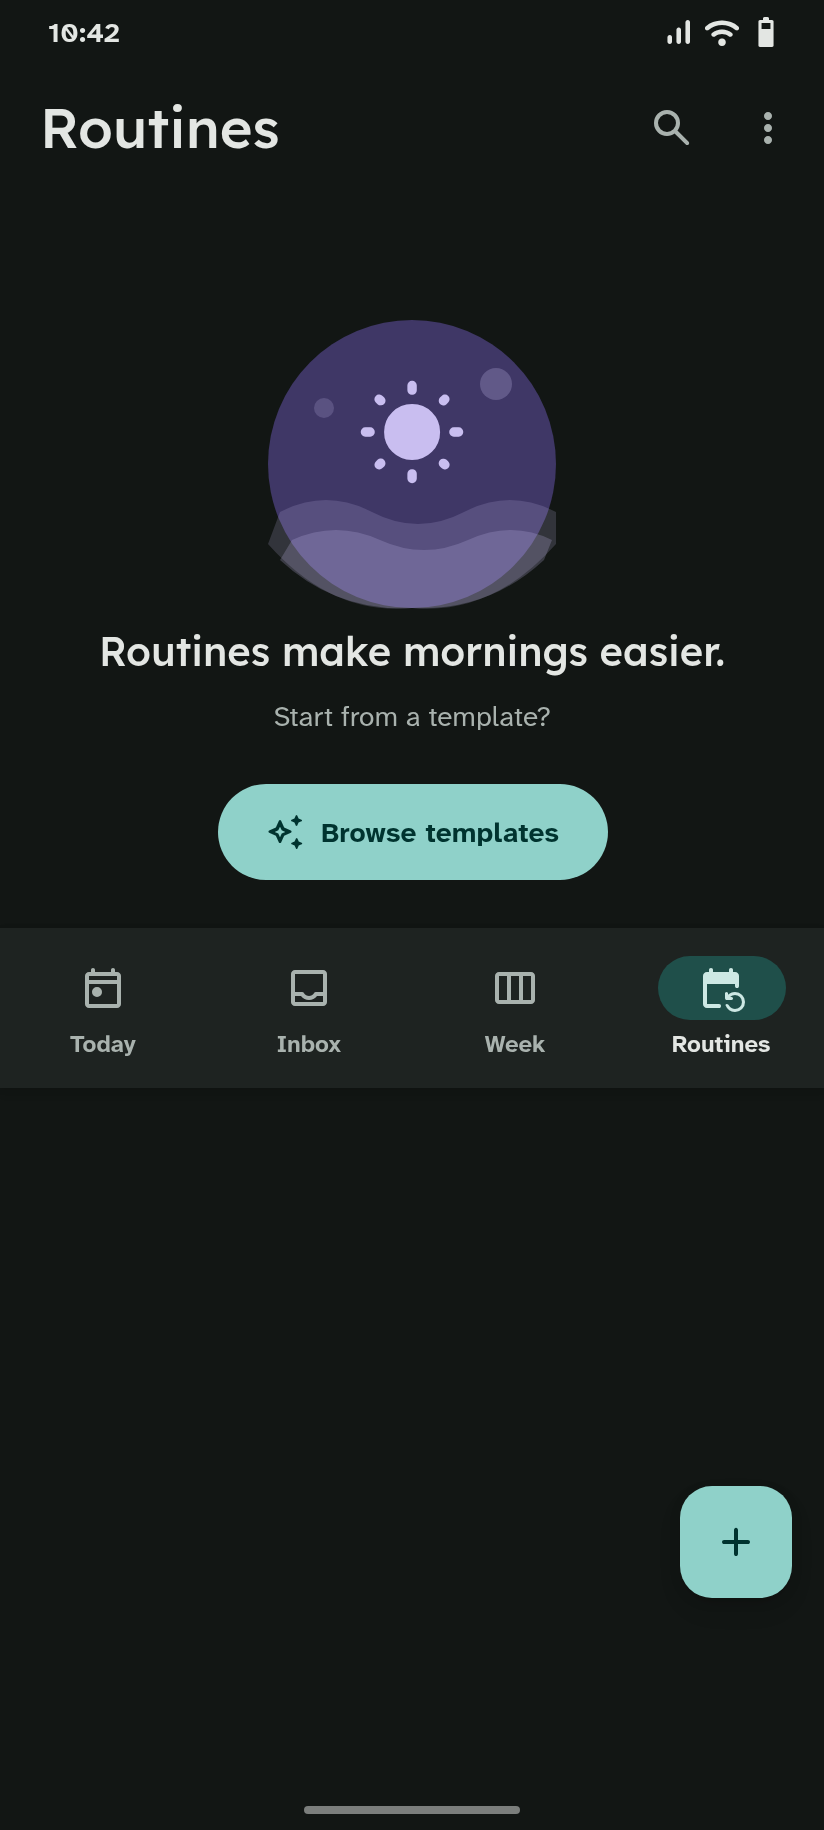 10:42
Routines
Routines make mornings easier.
Start from a template?
Browse templates
Today
Inbox
Week
Routines